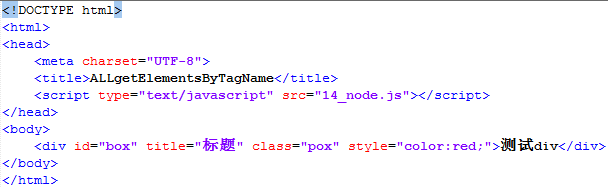 <!DOCTYPE html>
<html>
<head>
    <meta charset="UTF-8">
    <title>ALLgetElementsByTagName</title>
    <script type="text/javascript" src="14_node.js"></script>
</head>
<body>
    <div id="box" title="标题" class="pox" style="color:red;">测试div</div>
</body>
</html>